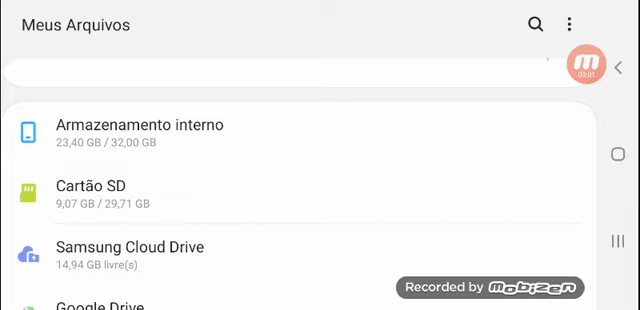 Meus Arquivos
03:01
Armazenamento interno
23,40 GB / 32,00 GB
Cartão SD
9,07 GB / 29,71 GB
Samsung Cloud Drive
14,94 GB livre(s)
Recorded by Mobizen
Google Drive